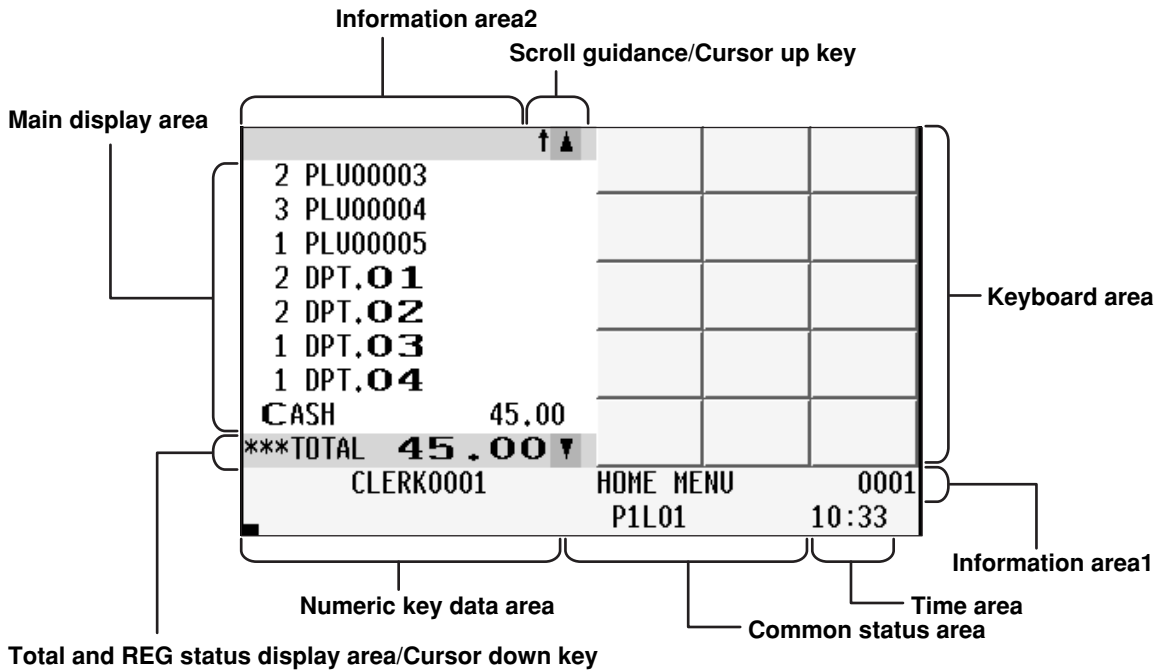 Information area2
Scroll guidance/Cursor up key
Main display area
2 PLU00003
3 PLU00004
1 PLU00005
2 DPT.01
2 DPT.02
1 DPT.03
1 DPT.04
CASH 45.00
***TOTAL 45.00
CLERK0001 HOME MENU 0001
P1L01 10:33
Keyboard area
Information area1
Numeric key data area
Time area
Common status area
Total and REG status display area/Cursor down key